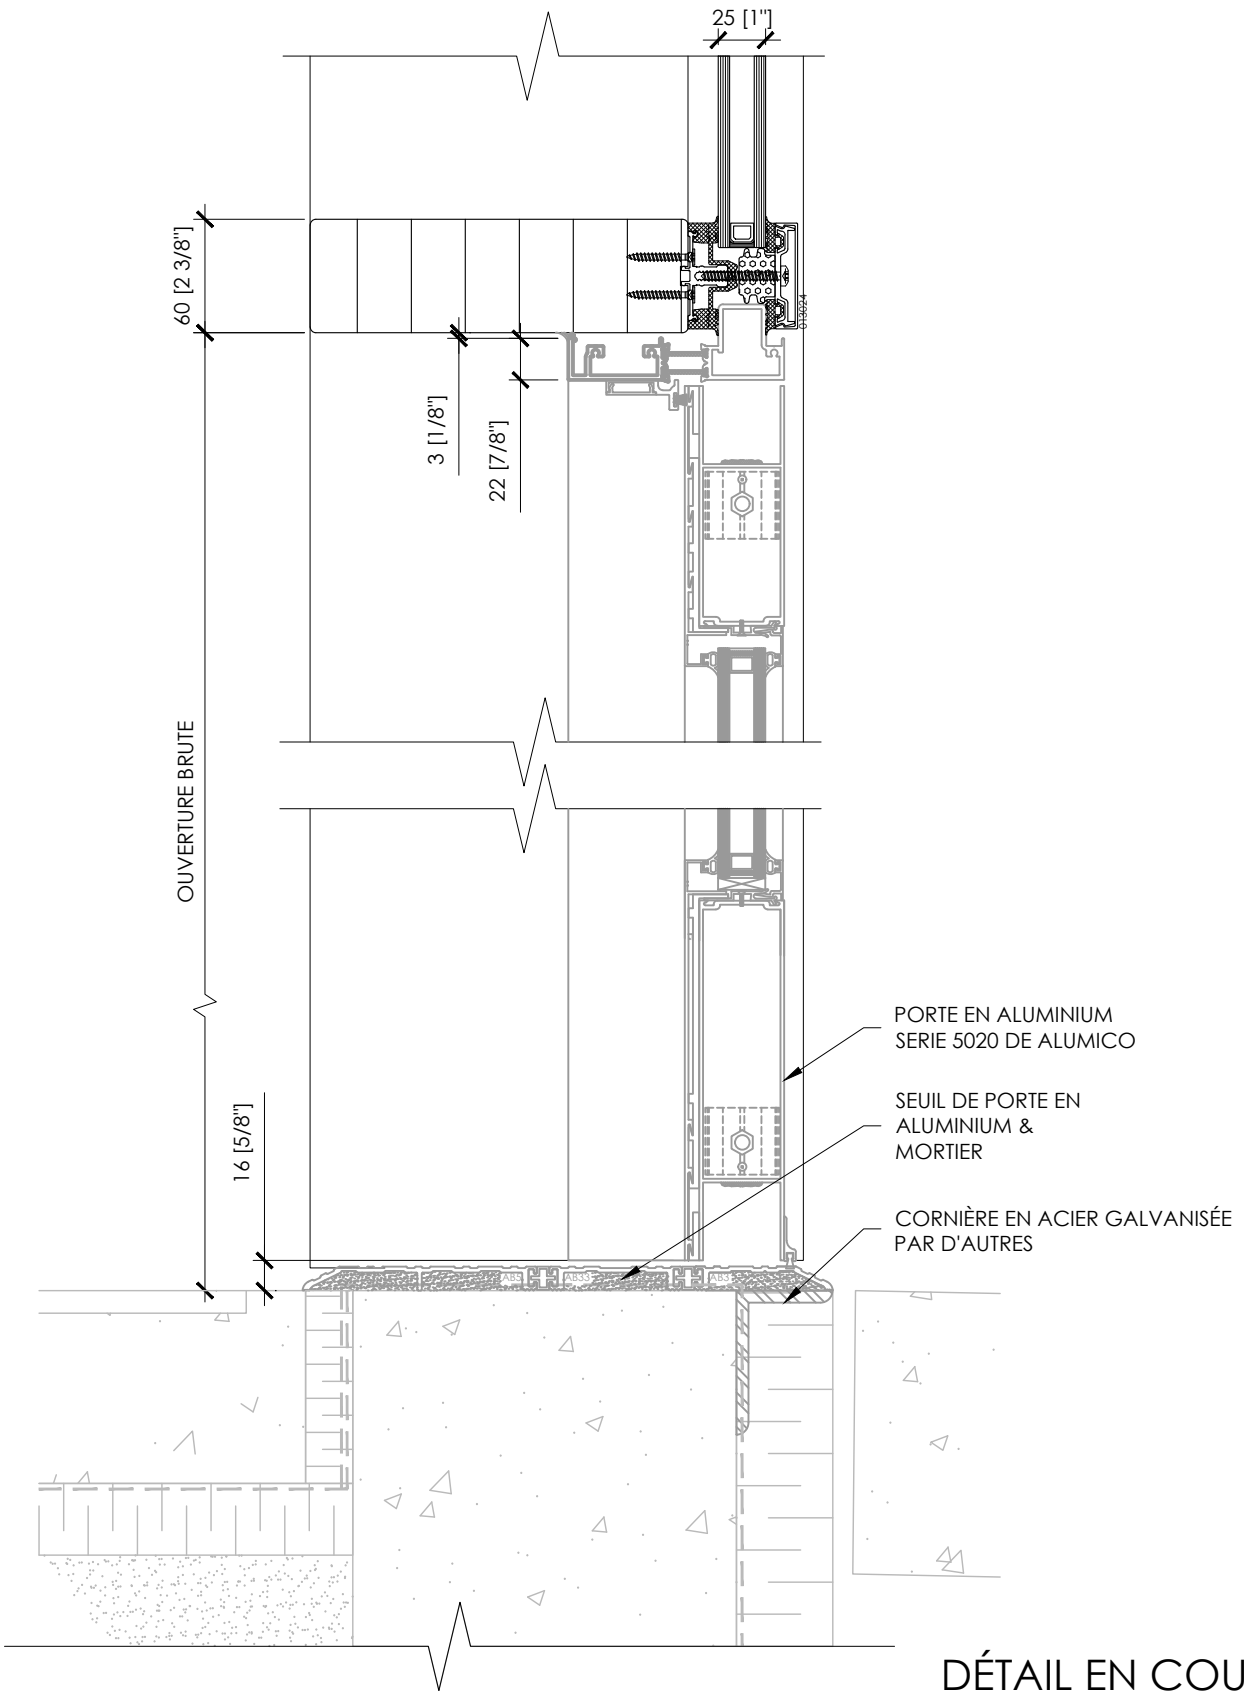 25 [1"]
60 [2 3/8"]
013024
3 [1/8"]
22 [7/8"]
OUVERTURE BRUTE
PORTE EN ALUMINIUM
SERIE 5020 DE ALUMICO
SEUIL DE PORTE EN
ALUMINIUM &
MORTIER
16 [5/8"]
CORNIÈRE EN ACIER GALVANISÉE
PAR D'AUTRES
AB33
DÉTAIL EN COU